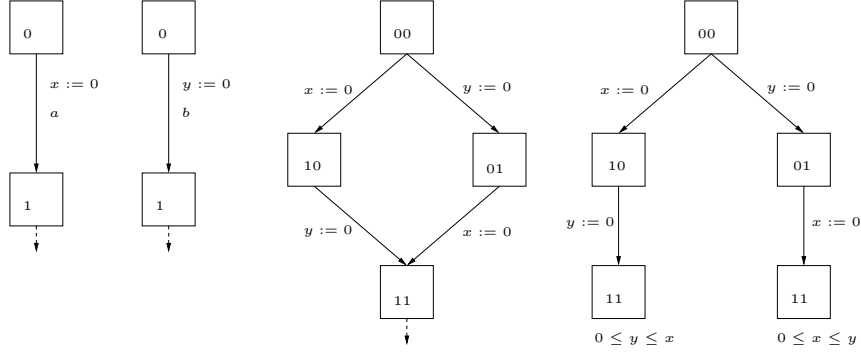 0
0
x := 0
a
y := 0
b
1
1
00
x := 0
y := 0
10
01
y := 0
x := 0
11
00
x := 0
y := 0
10
01
y := 0
x := 0
11
11
0 ≤ y ≤ x
0 ≤ x ≤ y